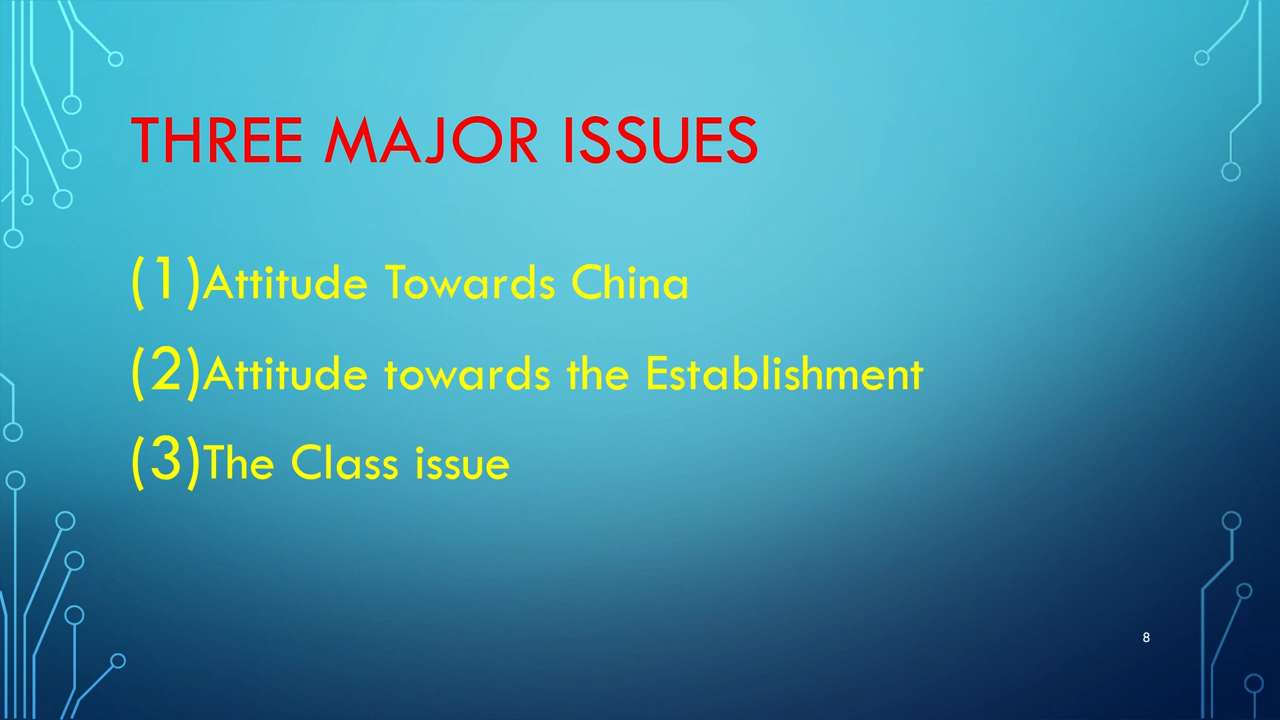 THREE MAJOR ISSUES
(1)Attitude Towards China
(2)Attitude towards the Establishment
(3)The Class issue
8